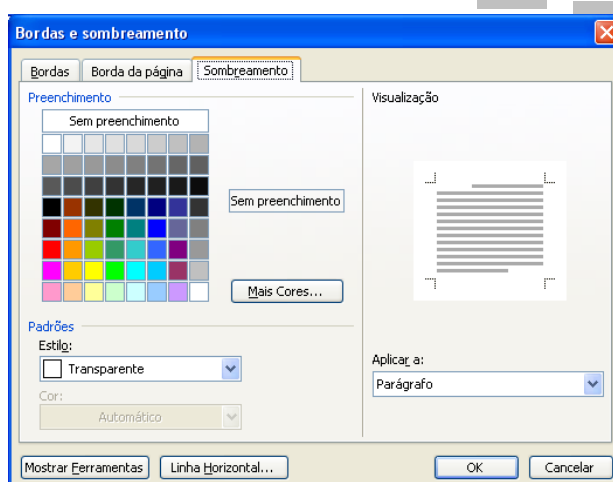 Bordas e sombreamento
Bordas
Borda da página
Sombreamento
Preenchimento
Sem preenchimento
Sem preenchimento
Mais Cores...
Visualização
Padrões
Estilo:
Transparente
Cor:
Automático
Aplicar a:
Parágrafo
Mostrar Ferramentas
Linha Horizontal...
OK
Cancelar